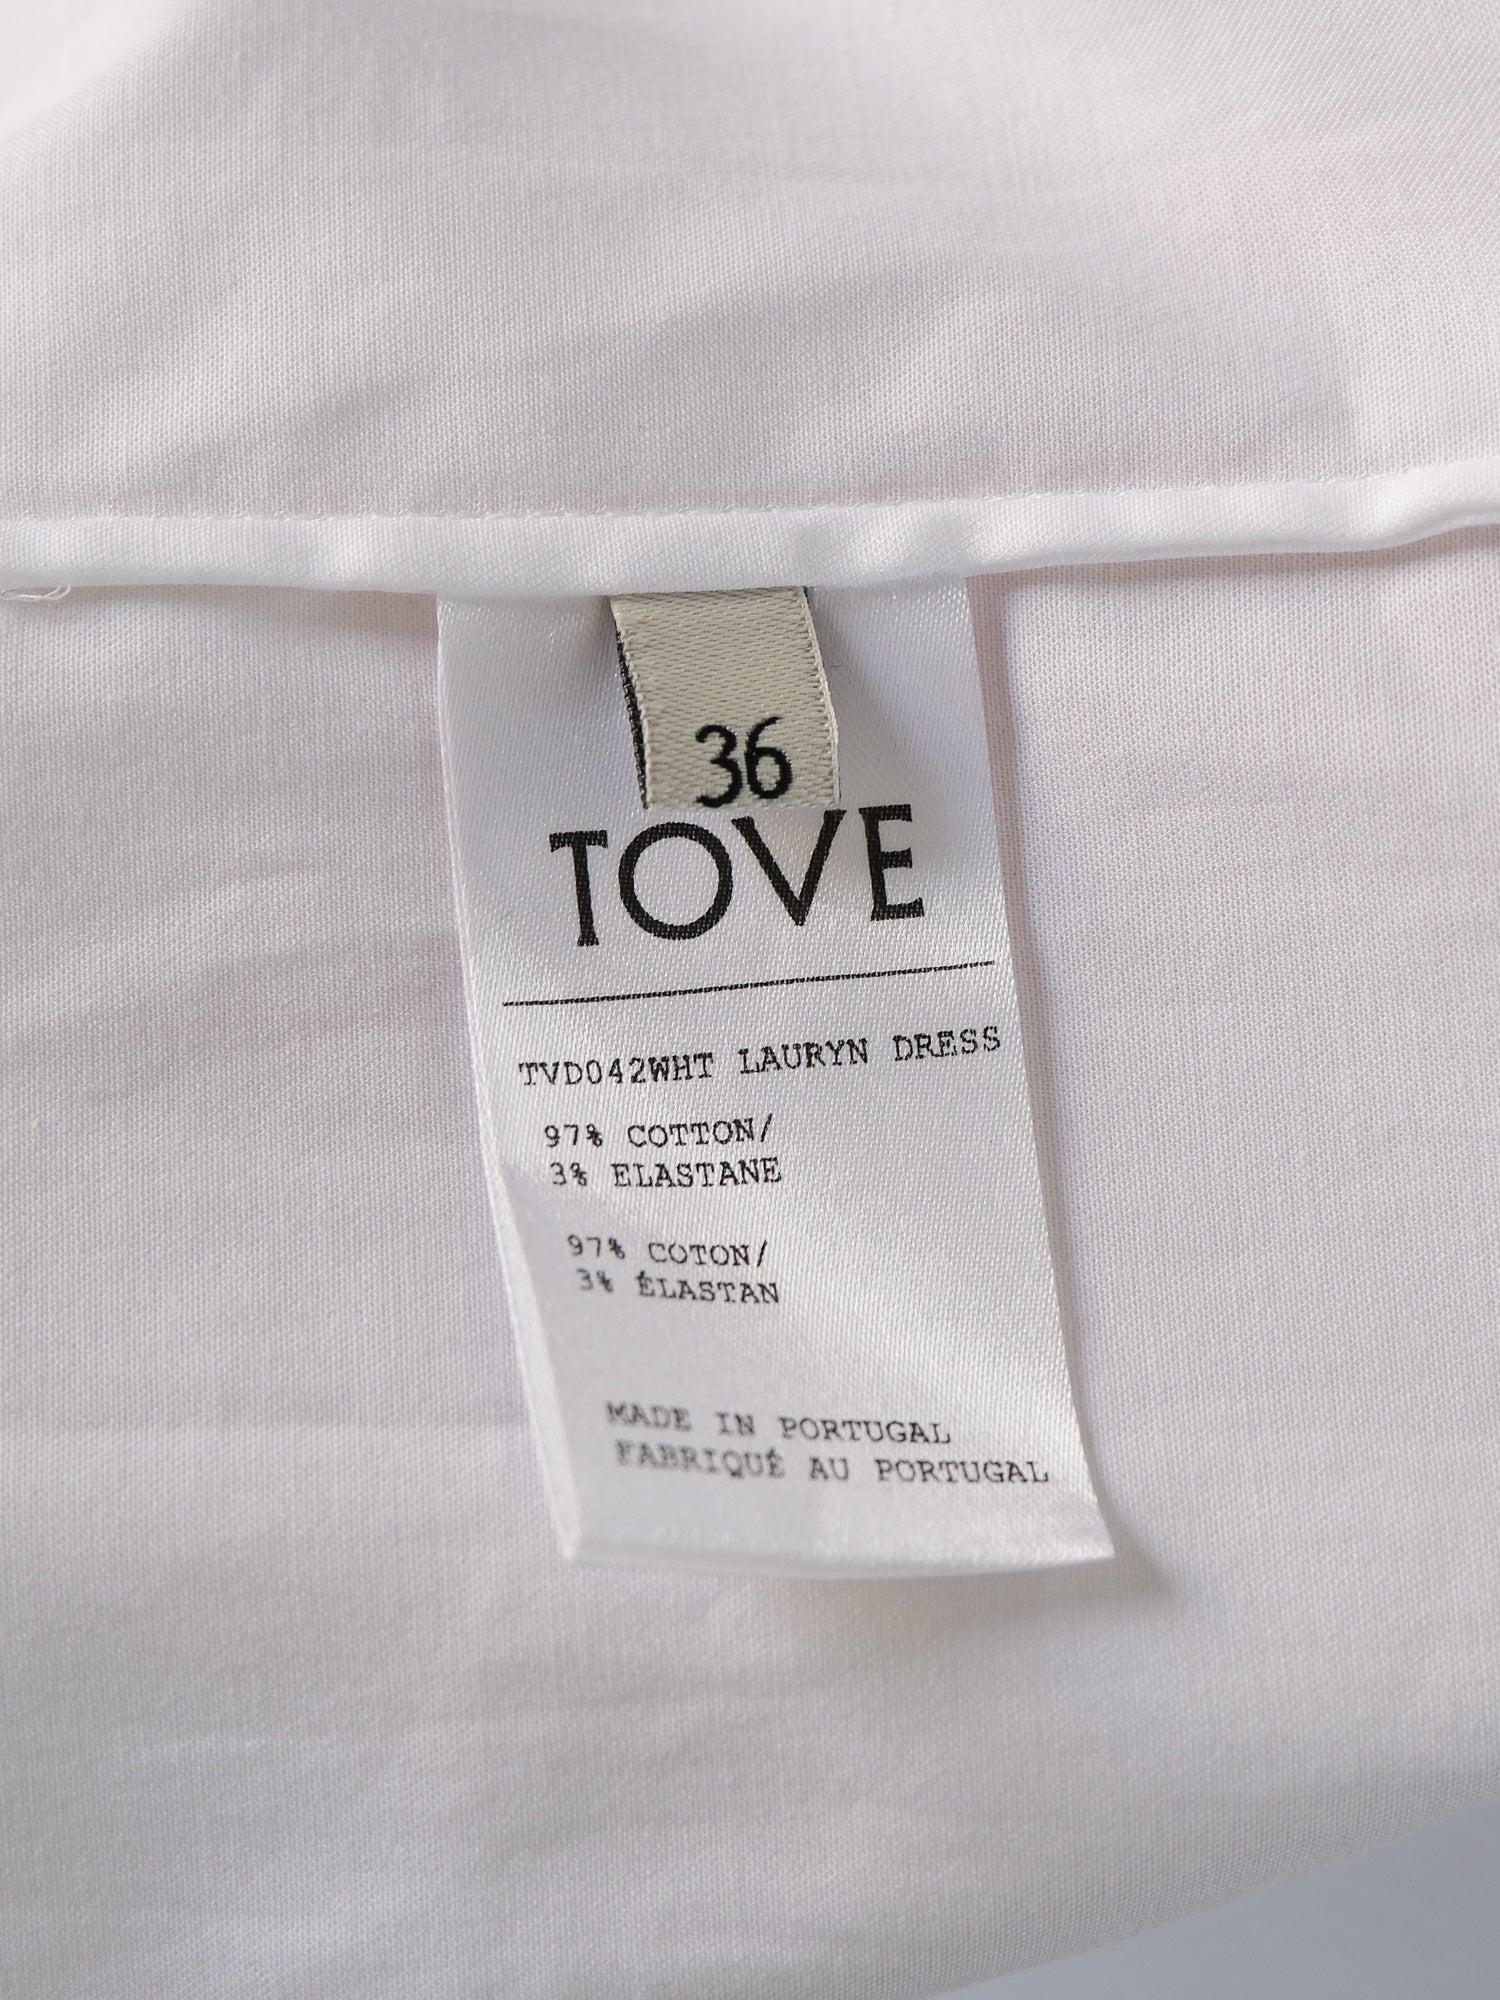 36
TOVE
TVD042WHT LAURYN DRESS
97% COTTON/
3% ELASTANE
97% COTON/
3% ÉLASTAN
MADE IN PORTUGAL
FABRIQUÉ AU PORTUGAL